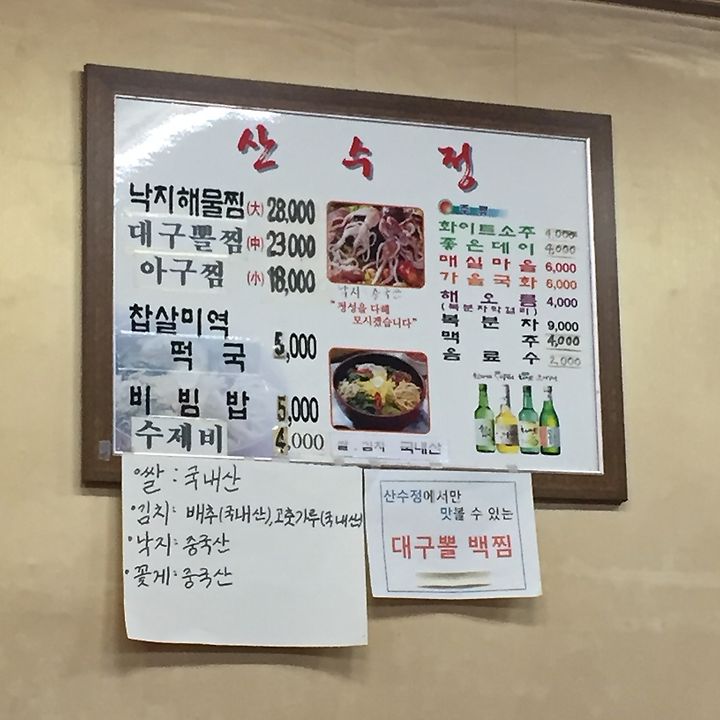 산 수 정
낙지해물찜 (大) 28,000
대구뽈찜 (中) 23000
아구찜 (小) 18,000
찹쌀미역
떡 국 5,000
비 빔 밥 5,000
수제비 4,000
"정성을 다해
모시겠습니다"
쌀, 김치 국내산
주류
화이트소주 4,000
좋은데이 4,000
매실마을 6,000
가을국화 6,000
해 오 름 4,000
복 분 자 9,000
맥 주 4,000
음 료 수 2,000
•쌀 : 국내산
•김치 : 배추(국내산), 고춧가루(국내산)
•낙지 : 중국산
•꽃게 : 중국산
산수정에서만
맛볼 수 있는
대구뽈 백찜